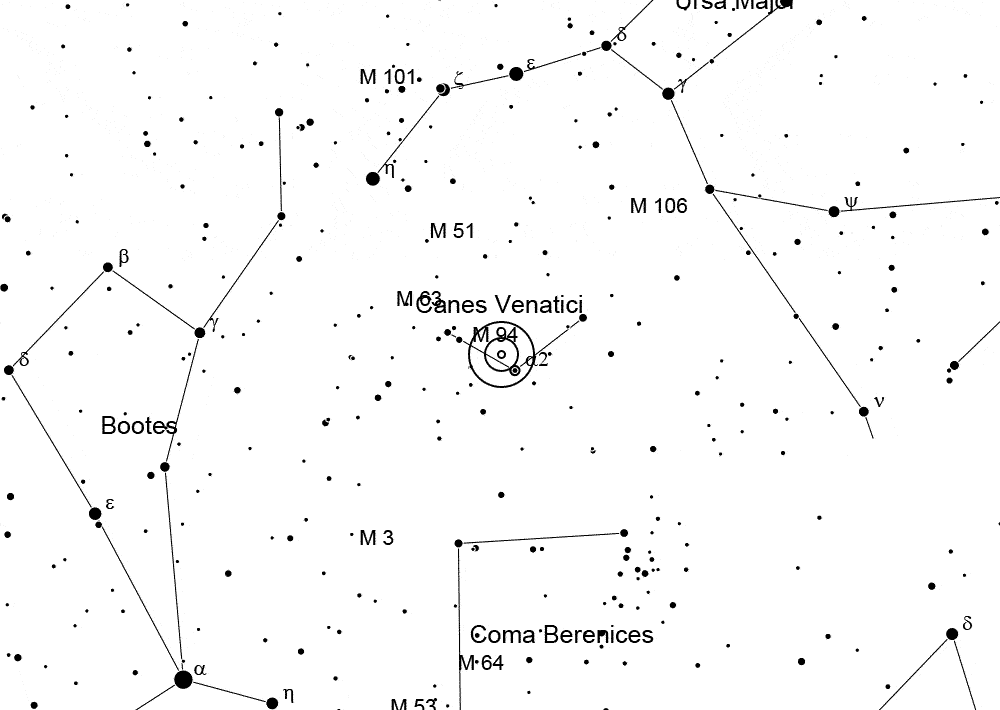 Ursa Major
δ
ε
M 101
ζ
γ
η
ψ
M 106
M 51
β
M 63
Canes Venatici
γ
M 94
δ
α2
ν
Bootes
ε
M 3
δ
Coma Berenices
M 64
α
η
M 53